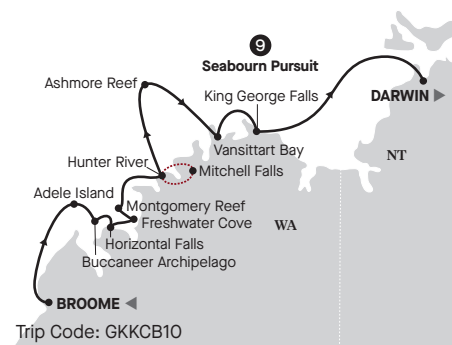 9
Seabourn Pursuit
Ashmore Reef
King George Falls
DARWIN
Vansittart Bay
NT
Hunter River
Mitchell Falls
Adele Island
Montgomery Reef
Freshwater Cove
WA
Horizontal Falls
Buccaneer Archipelago
BROOME
Trip Code: GKKCB10